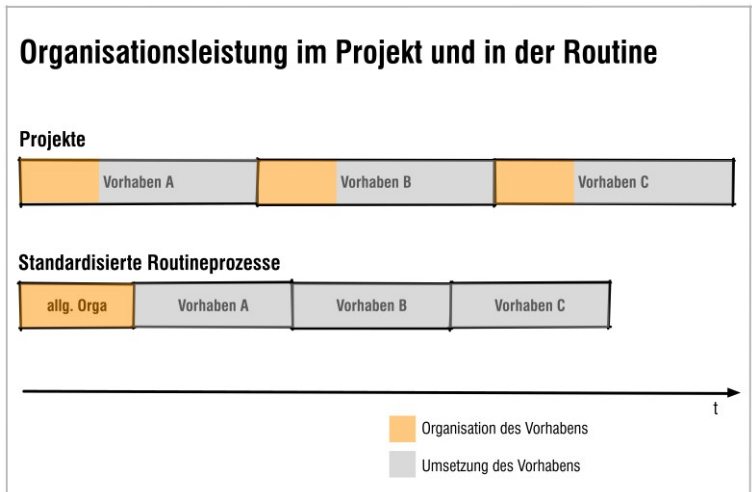 Organisationsleistung im Projekt und in der Routine
Projekte
Vorhaben A Vorhaben B Vorhaben C
Standardisierte Routineprozesse
allg. Orga Vorhaben A Vorhaben B Vorhaben C
t
Organisation des Vorhabens
Umsetzung des Vorhabens